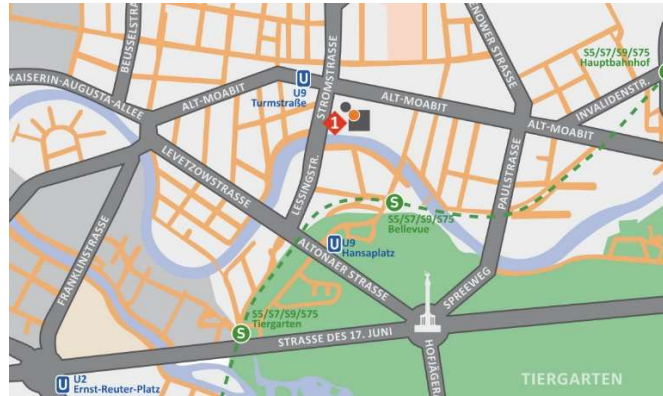 BEUSSELSTR
KAISERIN-AUGUSTA-ALLEE
ALT-MOABIT
U
U9
Turmstraße
STROMSTRASSE
ALT-MOABIT
ENOWER STRASSE
S5/S7/S9/S75
Hauptbahnhof
S
INVALIDENSTR.
ALT-MOABIT
1
LEVETZOWSTRASSE
LESSINGSTR.
PAULSTRASSE
S
S5/S7/S9/S75
Bellevue
U
U9
Hansaplatz
ALTONAER STRASSE
FRANKLINSTRASSE
SPREEWEG
S5/S7/S9/S75
Tiergarten
S
STRASSE DES 17. JUNI
HOFJÄGER
TIERGARTEN
U
U2
Ernst-Reuter-Platz